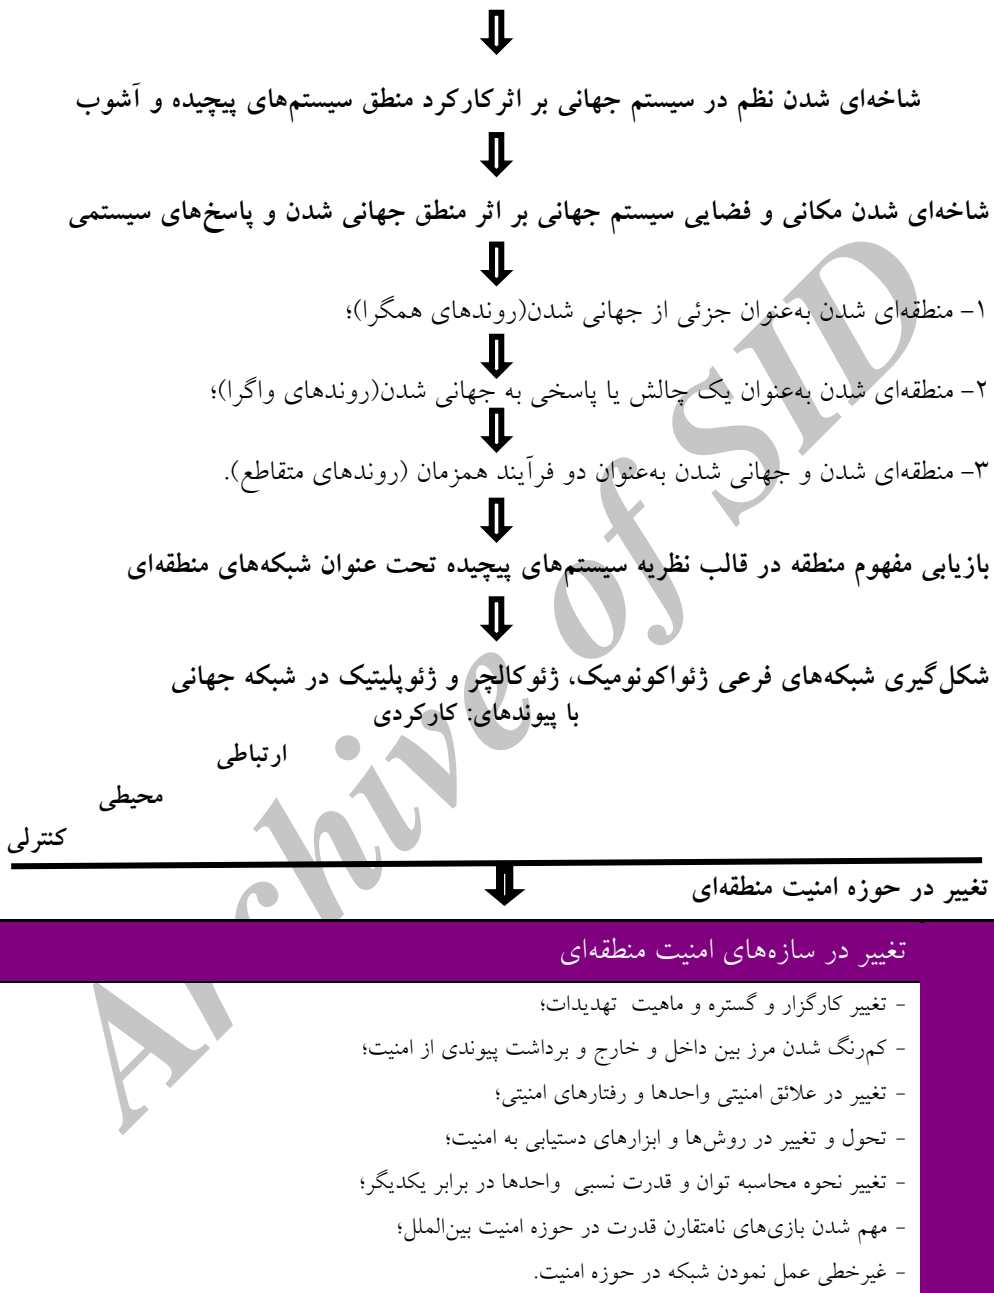 شاخه‌ای شدن نظم در سیستم جهانی بر اثرکارکرد منطق سیستم‌های پیچیده و آشوب
شاخه‌ای شدن مکانی و فضایی سیستم جهانی بر اثر منطق جهانی شدن و پاسخ‌های سیستمی
۱- منطقه‌ای شدن به‌عنوان جزئی از جهانی شدن(روندهای همگرا)؛
۲- منطقه‌ای شدن به‌عنوان یک چالش یا پاسخی به جهانی شدن(روندهای واگرا)؛
۳- منطقه‌ای شدن و جهانی شدن به‌عنوان دو فرآیند همزمان (روندهای متقاطع).
بازیابی مفهوم منطقه در قالب نظریه سیستم‌های پیچیده تحت عنوان شبکه‌های منطقه‌ای
شکل‌گیری شبکه‌های فرعی ژئواکونومیک، ژئوکالچر و ژئوپلیتیک در شبکه جهانی
با پیوندهای: کارکردی
ارتباطی
محیطی
کنترلی
تغییر در حوزه امنیت منطقه‌ای
تغییر در سازه‌های امنیت منطقه‌ای
- تغییر کارگزار و گستره و ماهیت تهدیدات؛
- کم‌رنگ شدن مرز بین داخل و خارج و برداشت پیوندی از امنیت؛
- تغییر در علائق امنیتی واحدها و رفتارهای امنیتی؛
- تحول و تغییر در روش‌ها و ابزارهای دستیابی به امنیت؛
- تغییر نحوه محاسبه توان و قدرت نسبی واحدها در برابر یکدیگر؛
- مهم شدن بازی‌های نامتقارن قدرت در حوزه امنیت بین‌الملل؛
- غیرخطی عمل نمودن شبکه در حوزه امنیت.
Archive of SID